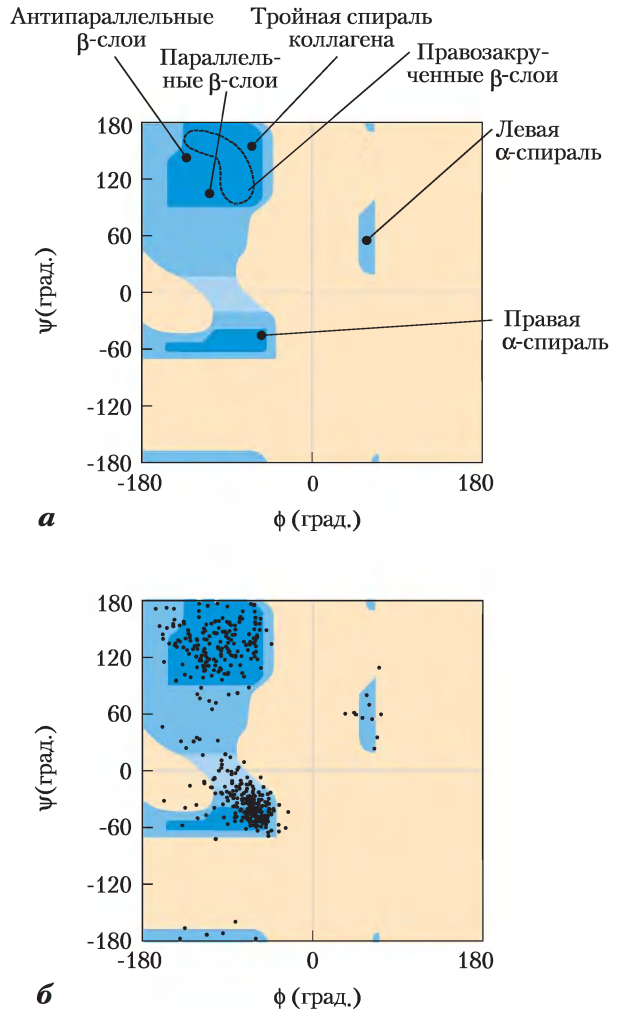 Антипараллельные
β-слои
Параллель-
ные β-слои
Тройная спираль
коллагена
Правозакру-
ченные β-слои
Левая
α-спираль
Правая
α-спираль
180
120
60
0
-60
-120
-180
ψ(град.)
-180
0
180
ϕ (град.)
а
180
120
60
0
-60
-120
-180
ψ(град.)
-180
0
180
ϕ (град.)
б